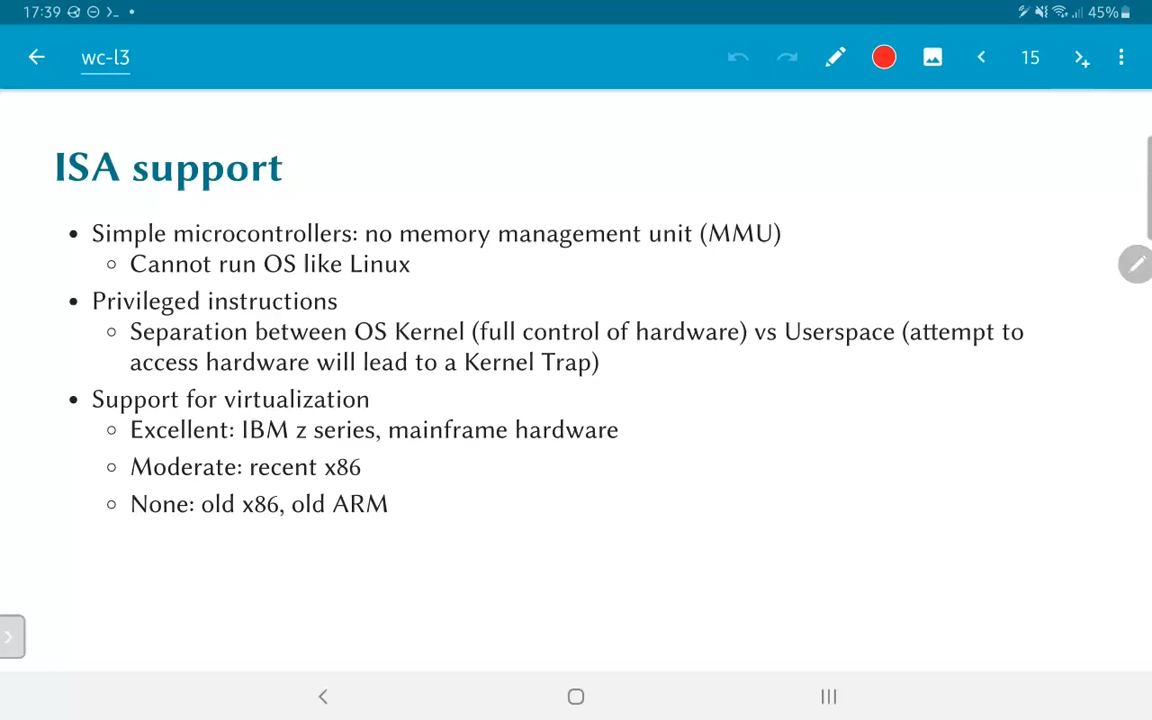 17:39
45%
wc-l3
15
ISA support
• Simple microcontrollers: no memory management unit (MMU)
○ Cannot run OS like Linux
• Privileged instructions
○ Separation between OS Kernel (full control of hardware) vs Userspace (attempt to
access hardware will lead to a Kernel Trap)
• Support for virtualization
○ Excellent: IBM z series, mainframe hardware
○ Moderate: recent x86
○ None: old x86, old ARM